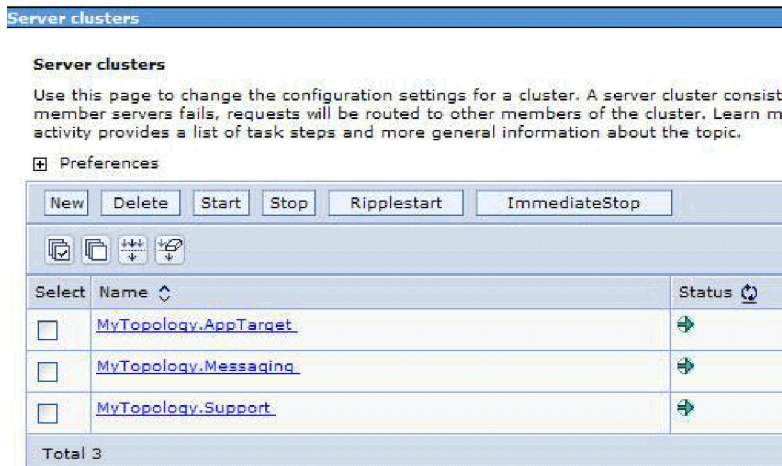 Server clusters
Server clusters
Use this page to change the configuration settings for a cluster. A server cluster consist
member servers fails, requests will be routed to other members of the cluster. Learn m
activity provides a list of task steps and more general information about the topic.
Preferences
New Delete Start Stop Ripplestart ImmediateStop
Select Name Status
MyTopology.AppTarget
MyTopology.Messaging
MyTopology.Support
Total 3